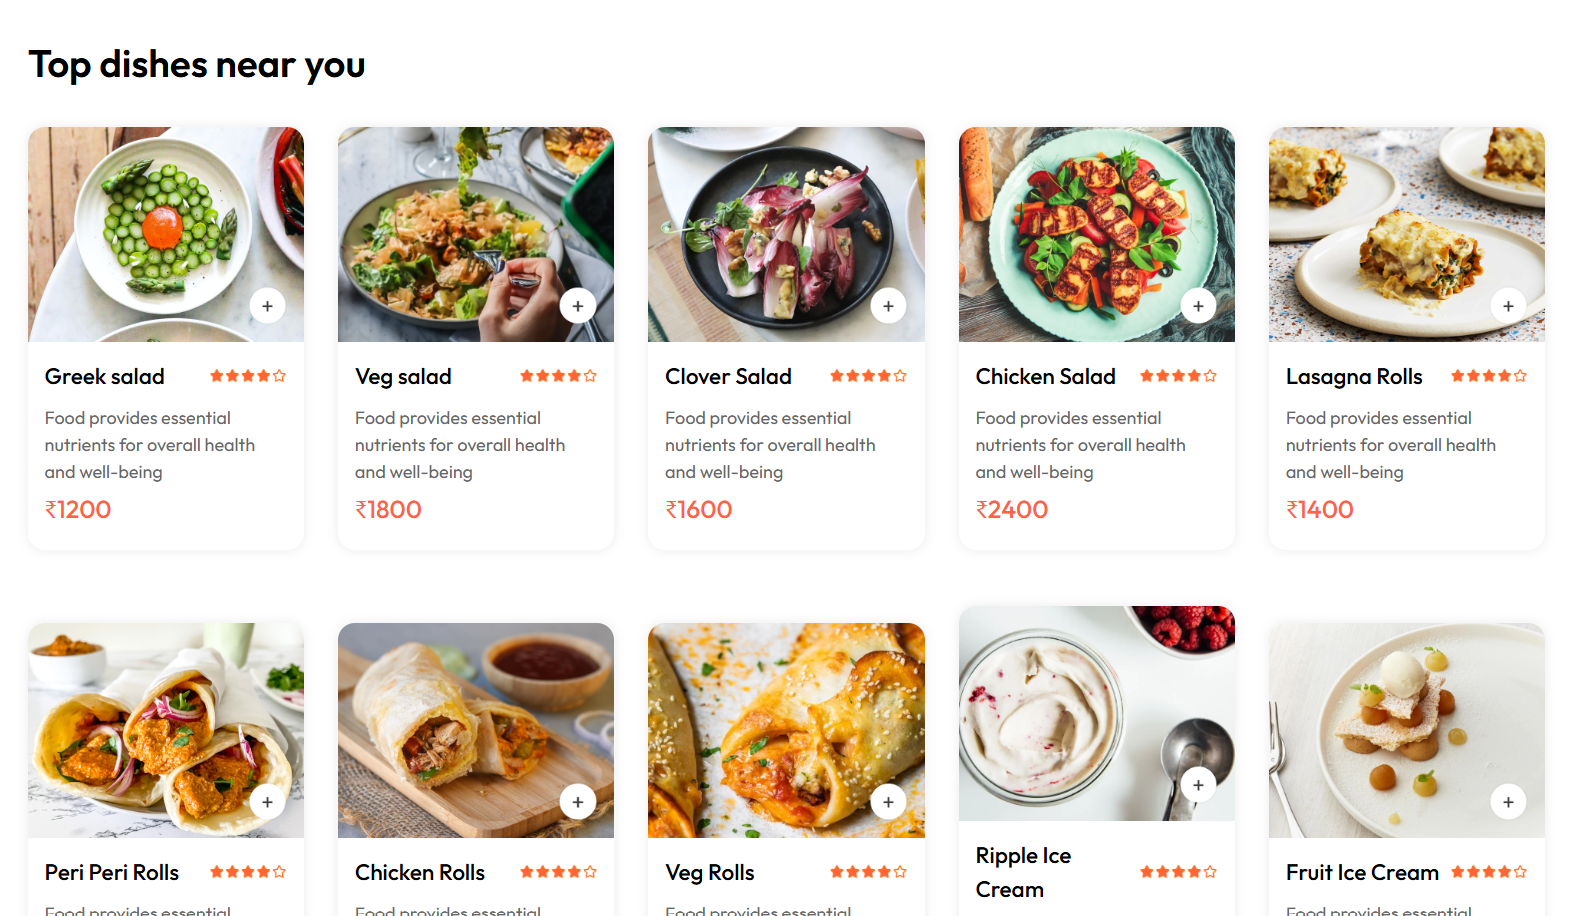 Top dishes near you
Greek salad
Food provides essential
nutrients for overall health
and well-being
₹1200
Veg salad
Food provides essential
nutrients for overall health
and well-being
₹1800
Clover Salad
Food provides essential
nutrients for overall health
and well-being
₹1600
Chicken Salad
Food provides essential
nutrients for overall health
and well-being
₹2400
Lasagna Rolls
Food provides essential
nutrients for overall health
and well-being
₹1400
Peri Peri Rolls
Food provides essential
Chicken Rolls
Food provides essential
Veg Rolls
Food provides essential
Ripple Ice
Cream
Fruit Ice Cream
Food provides essential